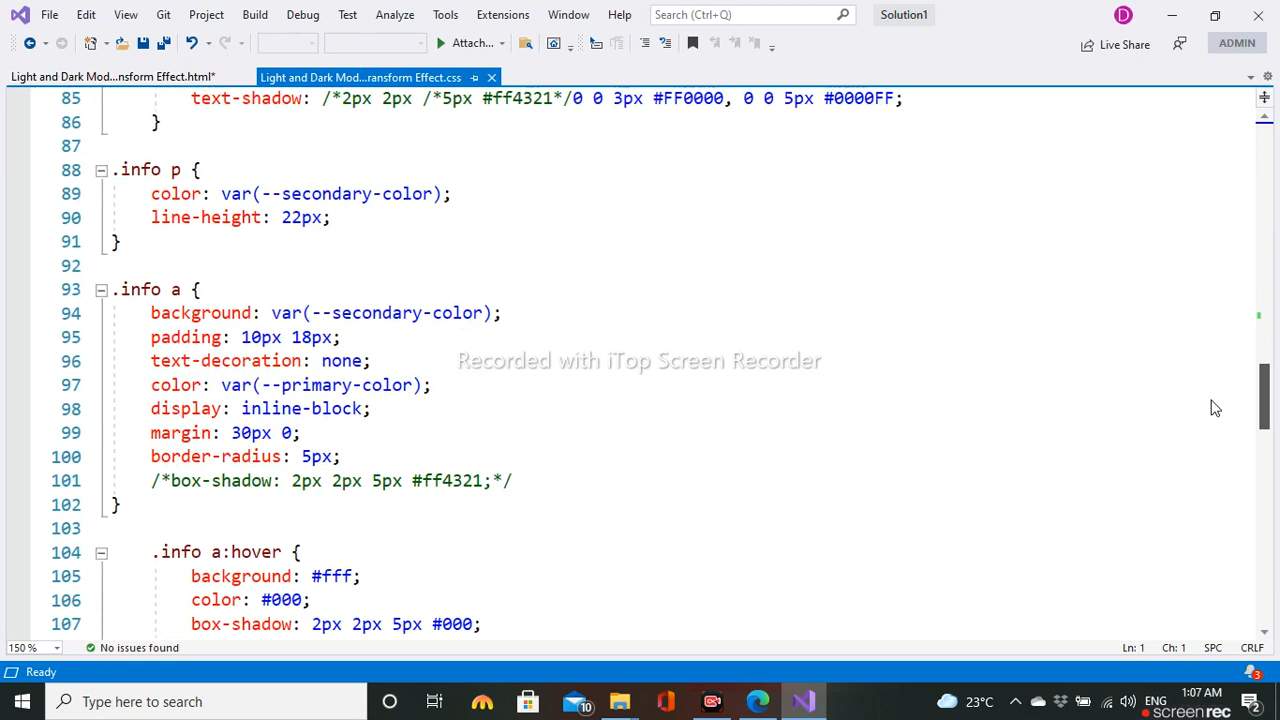 File Edit View Git Project Build Debug Test Analyze Tools Extensions Window Help Search (Ctrl+Q) Solution1
Attach... Live Share ADMIN
Light and Dark Mod...nsform Effect.html* Light and Dark Mod...ransform Effect.css
85 text-shadow: /*2px 2px /*5px #ff4321*/0 0 3px #FF0000, 0 0 5px #0000FF;
86 }
87
88 .info p {
89 color: var(--secondary-color);
90 line-height: 22px;
91 }
92
93 .info a {
94 background: var(--secondary-color);
95 padding: 10px 18px;
96 text-decoration: none;
Recorded with iTop Screen Recorder
97 color: var(--primary-color);
98 display: inline-block;
99 margin: 30px 0;
100 border-radius: 5px;
101 /*box-shadow: 2px 2px 5px #ff4321;*/
102 }
103
104 .info a:hover {
105 background: #fff;
106 color: #000;
107 box-shadow: 2px 2px 5px #000;
150 % No issues found Ln: 1 Ch: 1 SPC CRLF
Ready 3
Type here to search 10 23°C ENG 1:07 AM 2
screen rec